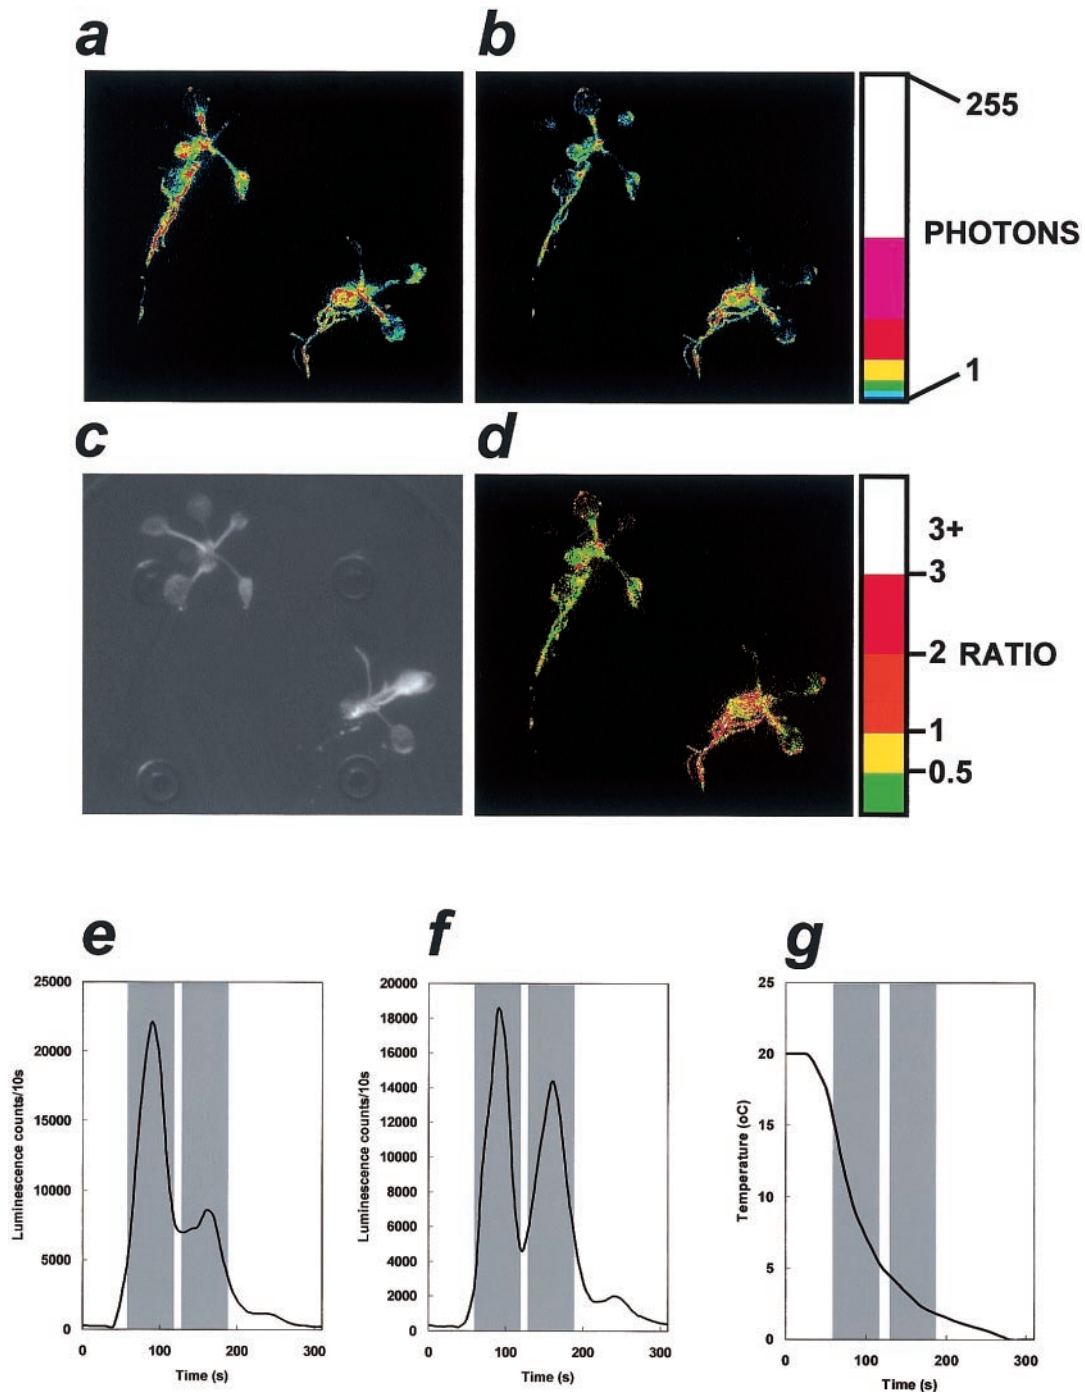 a
b
255
PHOTONS
1
c
d
3+
3
2
RATIO
1
0.5
e
f
g
25000
20000
15000
10000
5000
0
Luminescence counts/10s
0
100
200
300
Time (s)
20000
18000
16000
14000
12000
10000
8000
6000
4000
2000
0
Luminescence counts/10s
0
100
200
300
Time (s)
25
20
15
10
5
0
Temperature (oC)
0
100
200
300
Time (s)